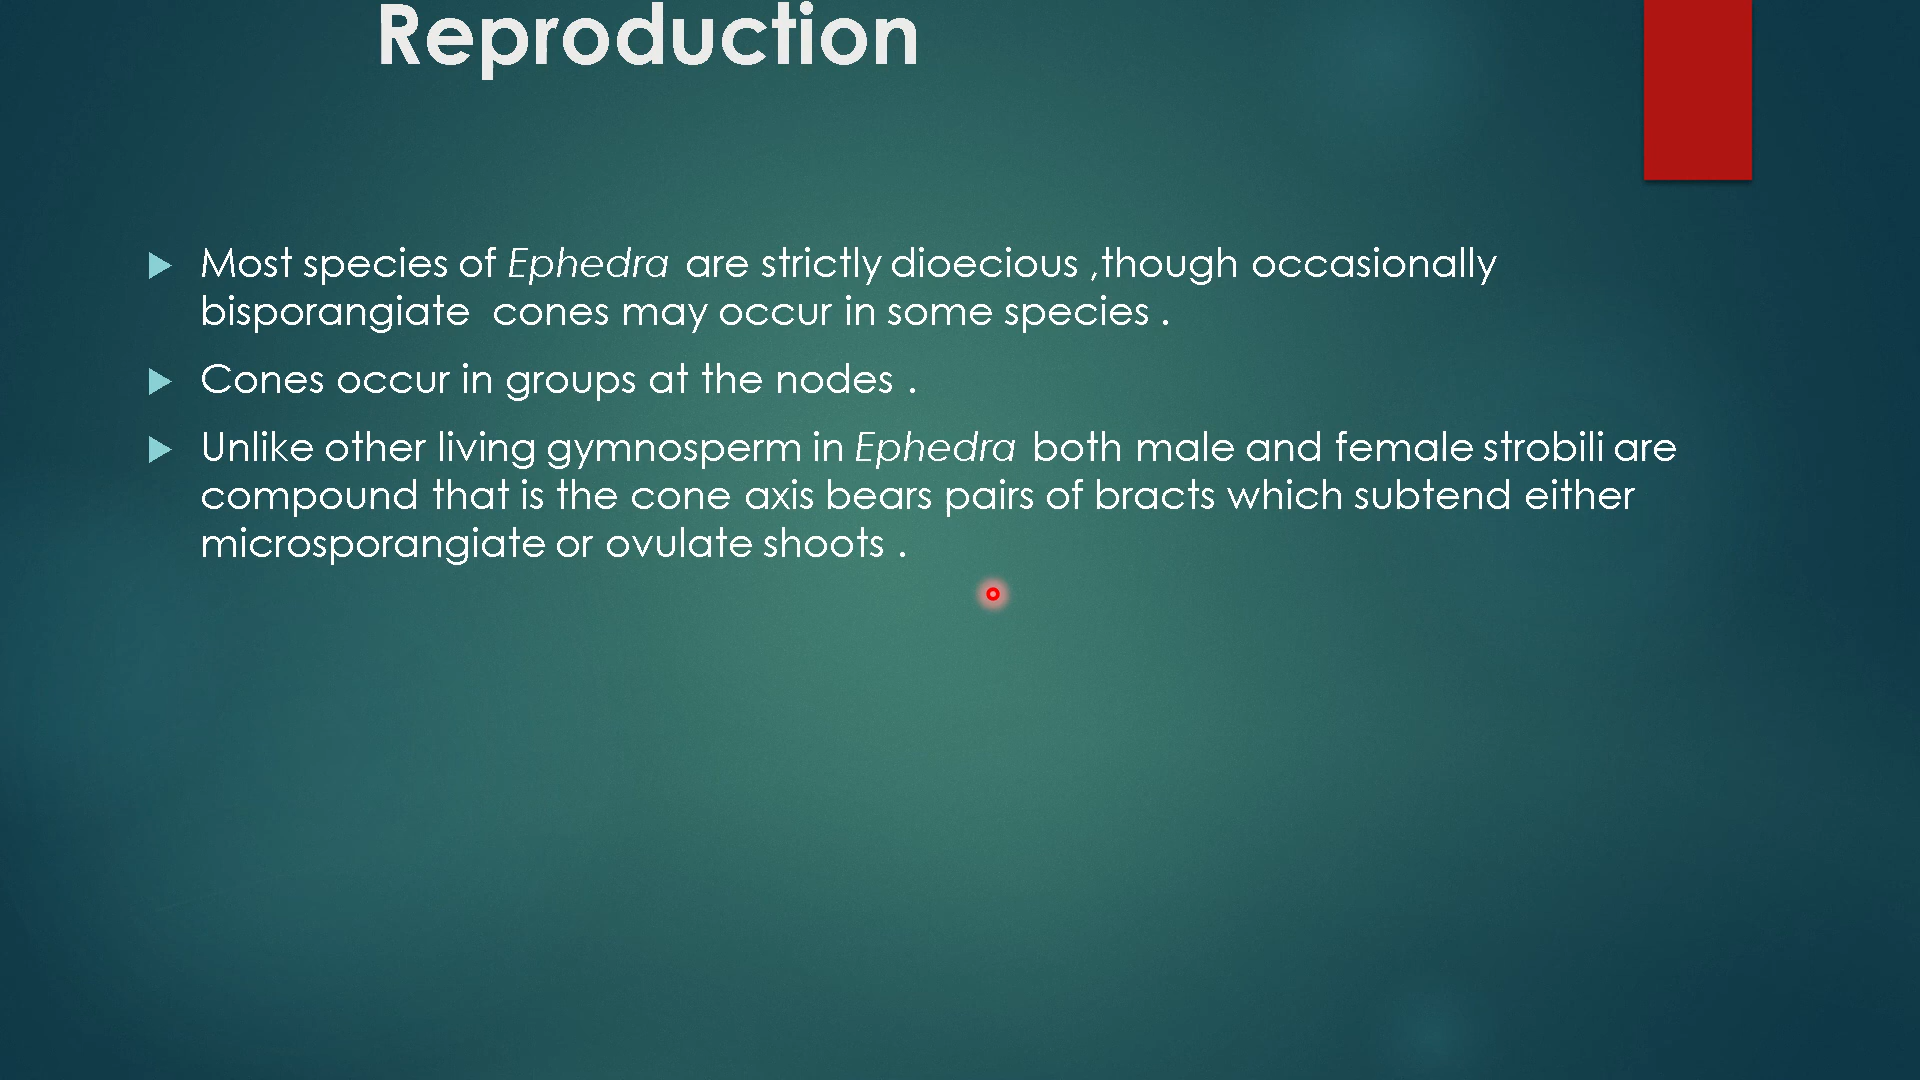 Reproduction
Most species of Ephedra are strictly dioecious ,though occasionally
bisporangiate cones may occur in some species .
Cones occur in groups at the nodes .
Unlike other living gymnosperm in Ephedra both male and female strobili are
compound that is the cone axis bears pairs of bracts which subtend either
microsporangiate or ovulate shoots .